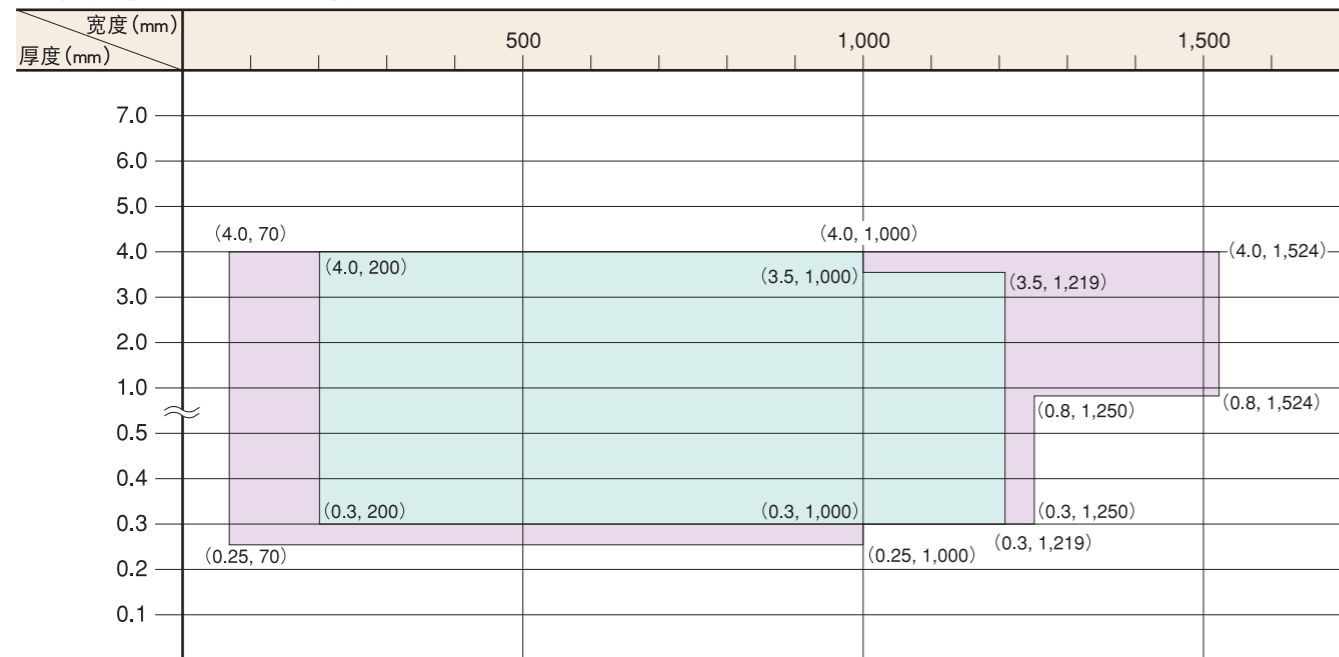 宽度(mm)
厚度(mm)
500 1,000 1,500
7.0
6.0
5.0
(4.0, 70) (4.0, 1,000)
4.0 (4.0, 1,524)
(4.0, 200) (3.5, 1,000) (3.5, 1,219)
3.0
2.0
1.0
(0.8, 1,250) (0.8, 1,524)
0.5
0.4
(0.3, 200) (0.3, 1,000) (0.3, 1,250)
0.3
(0.25, 70) (0.25, 1,000) (0.3, 1,219)
0.2
0.1